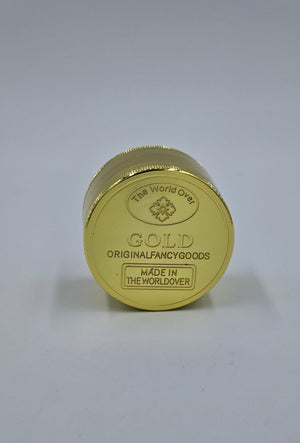 The World Over
GOLD
ORIGINALFANCYGOODS
MADE IN
THE WORLDOVER